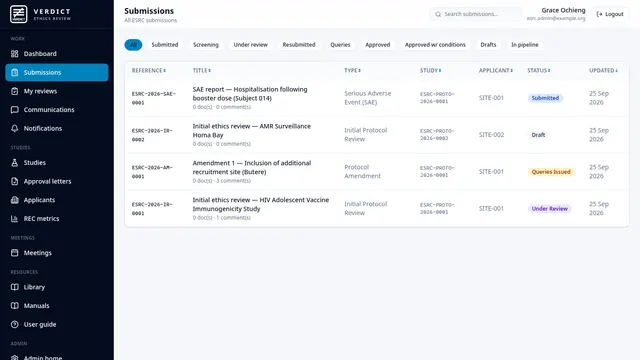 VERDICT
VERDICT
ETHICS REVIEW
WORK
Dashboard
Submissions
My reviews
Communications
Notifications
STUDIES
Studies
Approval letters
Applicants
REC metrics
MEETINGS
Meetings
RESOURCES
Library
Manuals
User guide
ADMIN
Admin home
Submissions
All ESRC submissions
Search submissions...
Grace Ochieng
esrc.admin@example.org
Logout
All
Submitted
Screening
Under review
Resubmitted
Queries
Approved
Approved w/ conditions
Drafts
In pipeline
REFERENCE TITLE TYPE STUDY APPLICANT STATUS UPDATED↓
ESRC-2026-SAE-
0001
SAE report — Hospitalisation following
booster dose (Subject 014)
0 doc(s) · 0 comment(s)
Serious Adverse
Event (SAE)
ESRC-PROTO-
2026-0001
SITE-001
Submitted
25 Sep
2026
ESRC-2026-IR-
0002
Initial ethics review — AMR Surveillance
Homa Bay
0 doc(s) · 0 comment(s)
Initial Protocol
Review
ESRC-PROTO-
2026-0002
SITE-002
Draft
25 Sep
2026
ESRC-2026-AM-
0001
Amendment 1 — Inclusion of additional
recruitment site (Butere)
0 doc(s) · 3 comment(s)
Protocol
Amendment
ESRC-PROTO-
2026-0001
SITE-001
Queries Issued
25 Sep
2026
ESRC-2026-IR-
0001
Initial ethics review — HIV Adolescent Vaccine
Immunogenicity Study
0 doc(s) · 1 comment(s)
Initial Protocol
Review
ESRC-PROTO-
2026-0001
SITE-001
Under Review
25 Sep
2026